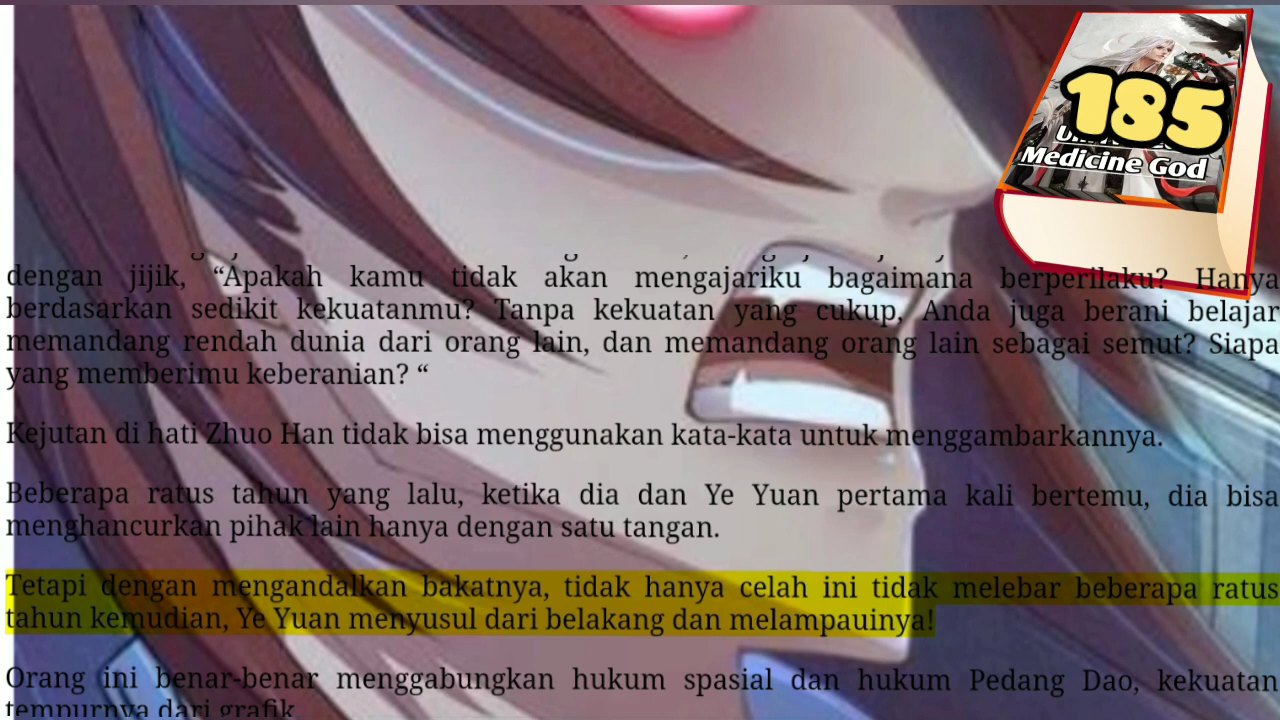 185
Medicine God
dengan jijik, “Apakah kamu tidak akan mengajariku bagaimana berperilaku? Hanya
berdasarkan sedikit kekuatanmu? Tanpa kekuatan yang cukup, Anda juga berani belajar
memandang rendah dunia dari orang lain, dan memandang orang lain sebagai semut? Siapa
yang memberimu keberanian? “
Kejutan di hati Zhuo Han tidak bisa menggunakan kata-kata untuk menggambarkannya.
Beberapa ratus tahun yang lalu, ketika dia dan Ye Yuan pertama kali bertemu, dia bisa
menghancurkan pihak lain hanya dengan satu tangan.
Tetapi dengan mengandalkan bakatnya, tidak hanya celah ini tidak melebar beberapa ratus
tahun kemudian, Ye Yuan menyusul dari belakang dan melampauinya!
Orang ini benar-benar menggabungkan hukum spasial dan hukum Pedang Dao, kekuatan
tempurnya dari grafik